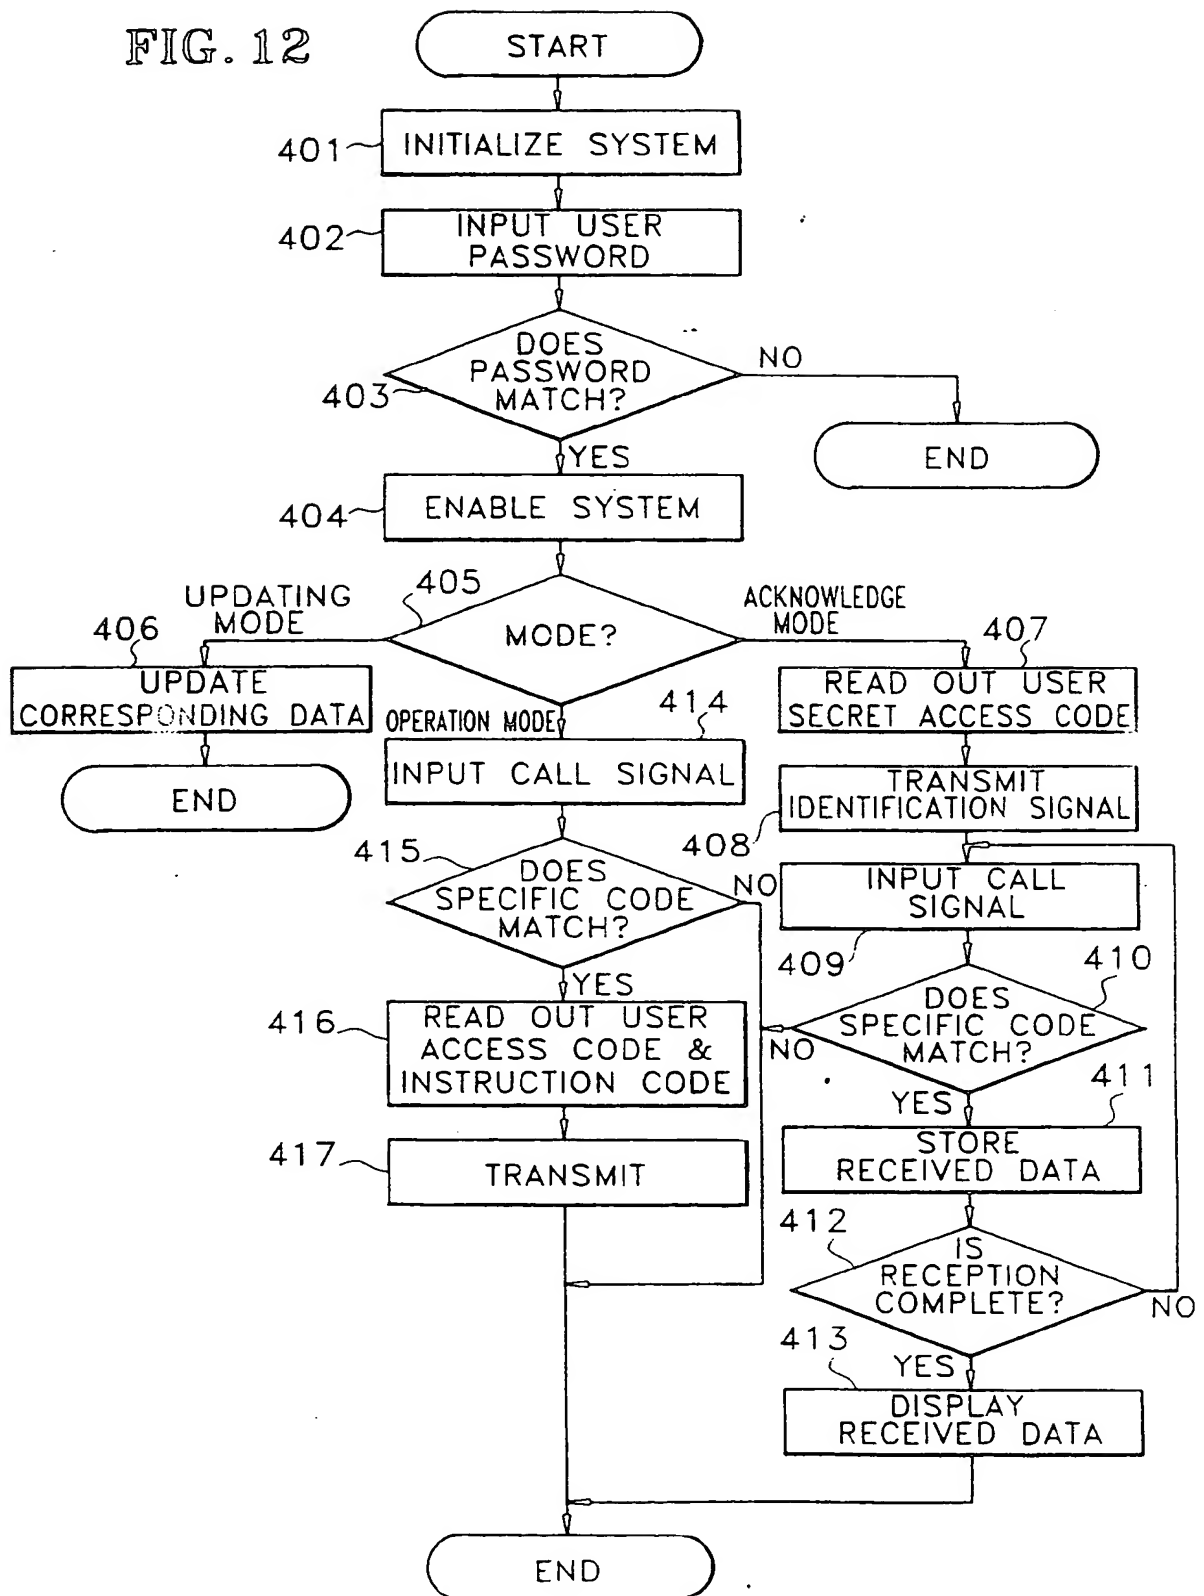 FIG. 12
START
401
INITIALIZE SYSTEM
402
INPUT USER
PASSWORD
403
DOES
PASSWORD
MATCH?
NO
END
YES
404
ENABLE SYSTEM
405
MODE?
UPDATING
MODE
ACKNOWLEDGE
MODE
406
UPDATE
CORRESPONDING DATA
END
407
READ OUT USER
SECRET ACCESS CODE
OPERATION MODE
414
INPUT CALL SIGNAL
408
TRANSMIT
IDENTIFICATION SIGNAL
415
DOES
SPECIFIC CODE
MATCH?
NO
INPUT CALL
SIGNAL
409
410
DOES
SPECIFIC CODE
MATCH?
NO
YES
416
READ OUT USER
ACCESS CODE &
INSTRUCTION CODE
YES
411
STORE
RECEIVED DATA
417
TRANSMIT
412
IS
RECEPTION
COMPLETE?
NO
YES
413
DISPLAY
RECEIVED DATA
END